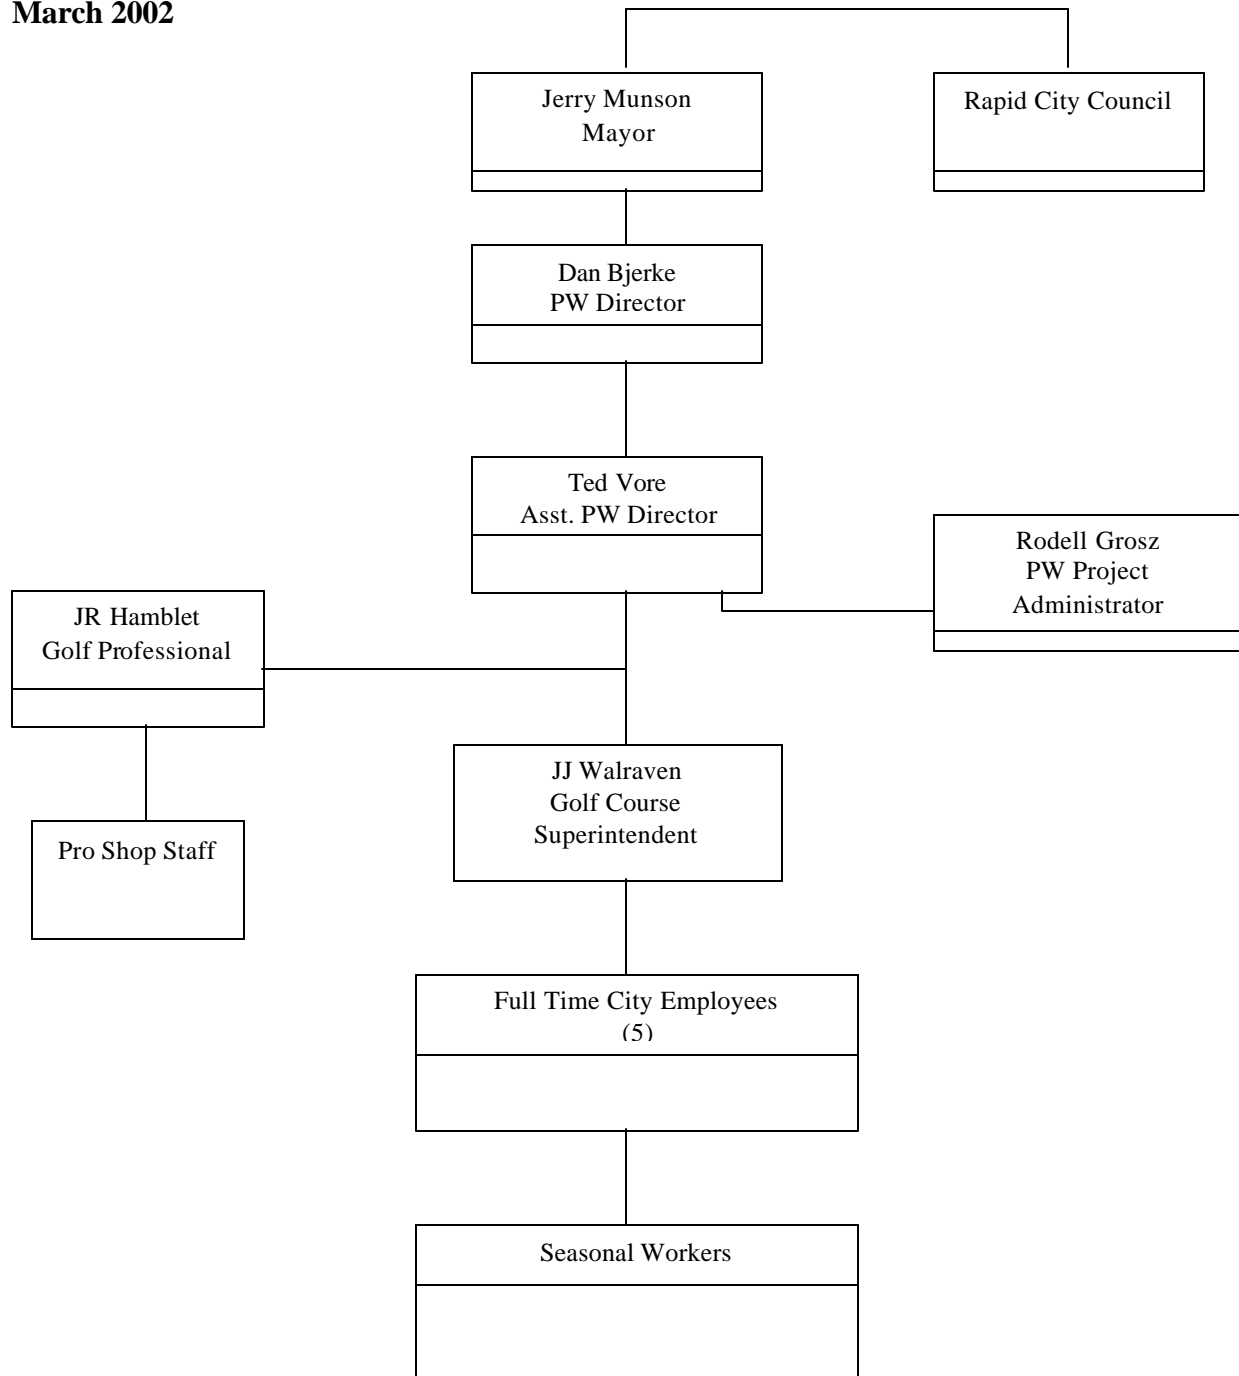 March 2002
Jerry Munson
Mayor
Rapid City Council
Dan Bjerke
PW Director
Ted Vore
Asst. PW Director
Rodell Grosz
PW Project
Administrator
JR Hamblet
Golf Professional
JJ Walraven
Golf Course
Superintendent
Pro Shop Staff
Full Time City Employees
(5)
Seasonal Workers